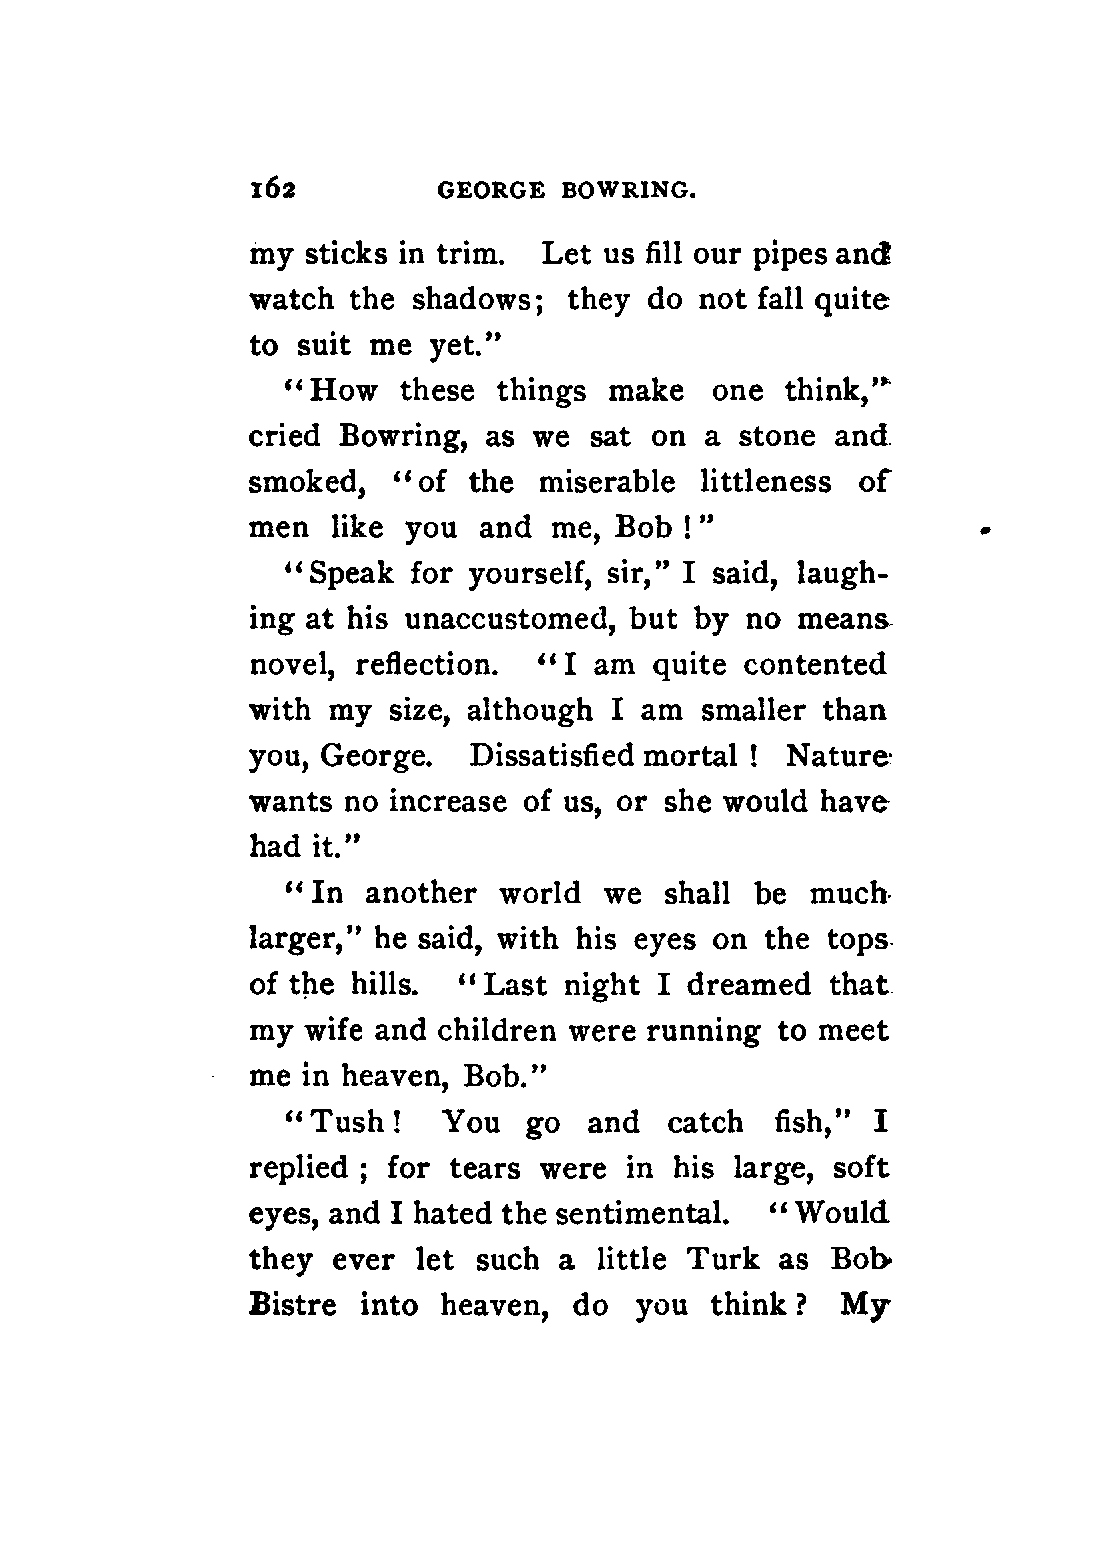 162 GEORGE BOWRING.
my sticks in trim. Let us fill our pipes and
watch the shadows; they do not fall quite
to suit me yet."
"How these things make one think,"
cried Bowring, as we sat on a stone and
smoked, "of the miserable littleness of
men like you and me, Bob!"
"Speak for yourself, sir," I said, laugh-
ing at his unaccustomed, but by no means
novel, reflection. "I am quite contented
with my size, although I am smaller than
you, George. Dissatisfied mortal! Nature
wants no increase of us, or she would have
had it."
"In another world we shall be much
larger," he said, with his eyes on the tops
of the hills. "Last night I dreamed that
my wife and children were running to meet
me in heaven, Bob."
"Tush! You go and catch fish," I
replied; for tears were in his large, soft
eyes, and I hated the sentimental. "Would
they ever let such a little Turk as Bob
Bistre into heaven, do you think? My